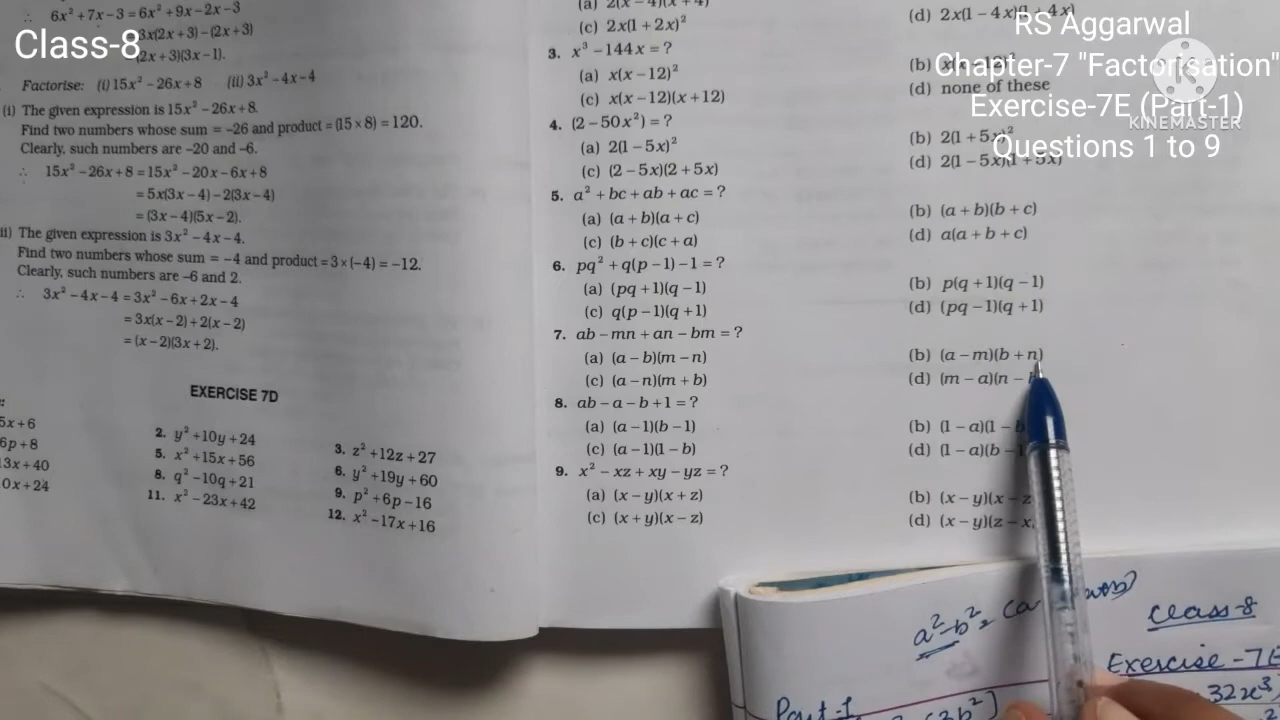 Class-8
RS Aggarwal
Chapter-7 "Factorisation"
Exercise-7E (Part-1)
Questions 1 to 9
KINEMASTER
∴ 6x² + 7x – 3 = 6x² + 9x – 2x – 3
3x(2x + 3) – (2x + 3)
(2x + 3)(3x – 1).
Factorise: (i) 15x² – 26x + 8 (ii) 3x² – 4x – 4
(i) The given expression is 15x² – 26x + 8.
Find two numbers whose sum = –26 and product = (15 × 8) = 120.
Clearly, such numbers are –20 and –6.
∴ 15x² – 26x + 8 = 15x² – 20x – 6x + 8
= 5x(3x – 4) – 2(3x – 4)
= (3x – 4)(5x – 2).
ii) The given expression is 3x² – 4x – 4.
Find two numbers whose sum = –4 and product = 3 × (–4) = –12.
Clearly, such numbers are –6 and 2.
∴ 3x² – 4x – 4 = 3x² – 6x + 2x – 4
= 3x(x – 2) + 2(x – 2)
= (x – 2)(3x + 2).
EXERCISE 7D
5x + 6
2. y² + 10y + 24
3. z² + 12z + 27
6p + 8
5. x² + 15x + 56
6. y² + 19y + 60
3x + 40
8. q² – 10q + 21
9. p² + 6p – 16
0x + 24
11. x² – 23x + 42
12. x² – 17x + 16
(a) 2(x – 4)(x + 4)
(c) 2x(1 + 2x)²
(d) 2x(1 – 4x)(1 + 4x)
3. x³ – 144x = ?
(a) x(x – 12)²
(b)
(c) x(x – 12)(x + 12)
(d) none of these
4. (2 – 50x²) = ?
(a) 2(1 – 5x)²
(b) 2(1 + 5x)²
(c) (2 – 5x)(2 + 5x)
(d) 2(1 – 5x)(1 + 5x)
5. a² + bc + ab + ac = ?
(a) (a + b)(a + c)
(b) (a + b)(b + c)
(c) (b + c)(c + a)
(d) a(a + b + c)
6. pq² + q(p – 1) – 1 = ?
(a) (pq + 1)(q – 1)
(b) p(q + 1)(q – 1)
(c) q(p – 1)(q + 1)
(d) (pq – 1)(q + 1)
7. ab – mn + an – bm = ?
(a) (a – b)(m – n)
(b) (a – m)(b + n)
(c) (a – n)(m + b)
(d) (m – a)(n –
8. ab – a – b + 1 = ?
(a) (a – 1)(b – 1)
(b) (1 – a)(1 –
(c) (a – 1)(1 – b)
(d) (1 – a)(b –
9. x² – xz + xy – yz = ?
(a) (x – y)(x + z)
(b) (x – y)(x –
(c) (x + y)(x – z)
(d) (x – y)(z – x
a² – b² =
Class-8
Exercise – 7E
32x³
Part-1